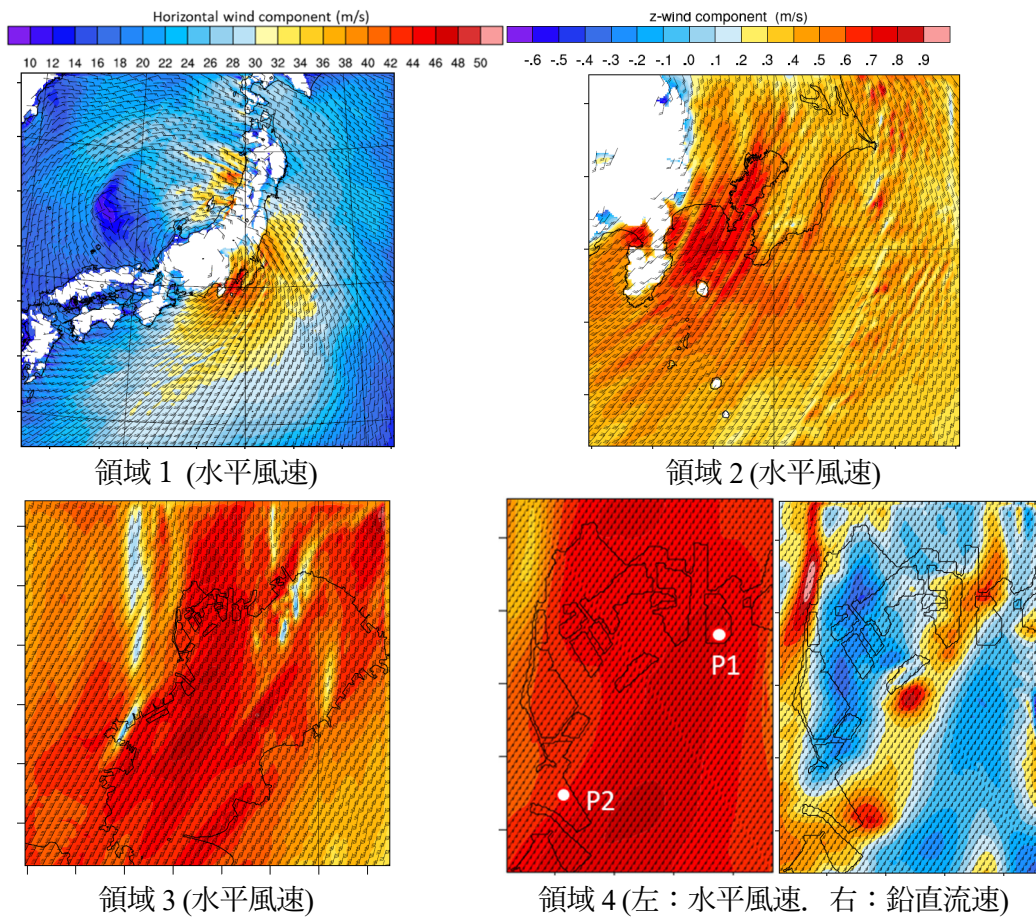 Horizontal wind component (m/s)
10 12 14 16 18 20 22 24 26 28 30 32 34 36 38 40 42 44 46 48 50
z-wind component (m/s)
-.6 -.5 -.4 -.3 -.2 -.1 .0 .1 .2 .3 .4 .5 .6 .7 .8 .9
領域 1 (水平風速)
領域 2 (水平風速)
P1
P2
領域 3 (水平風速)
領域 4 (左：水平風速. 右：鉛直流速)